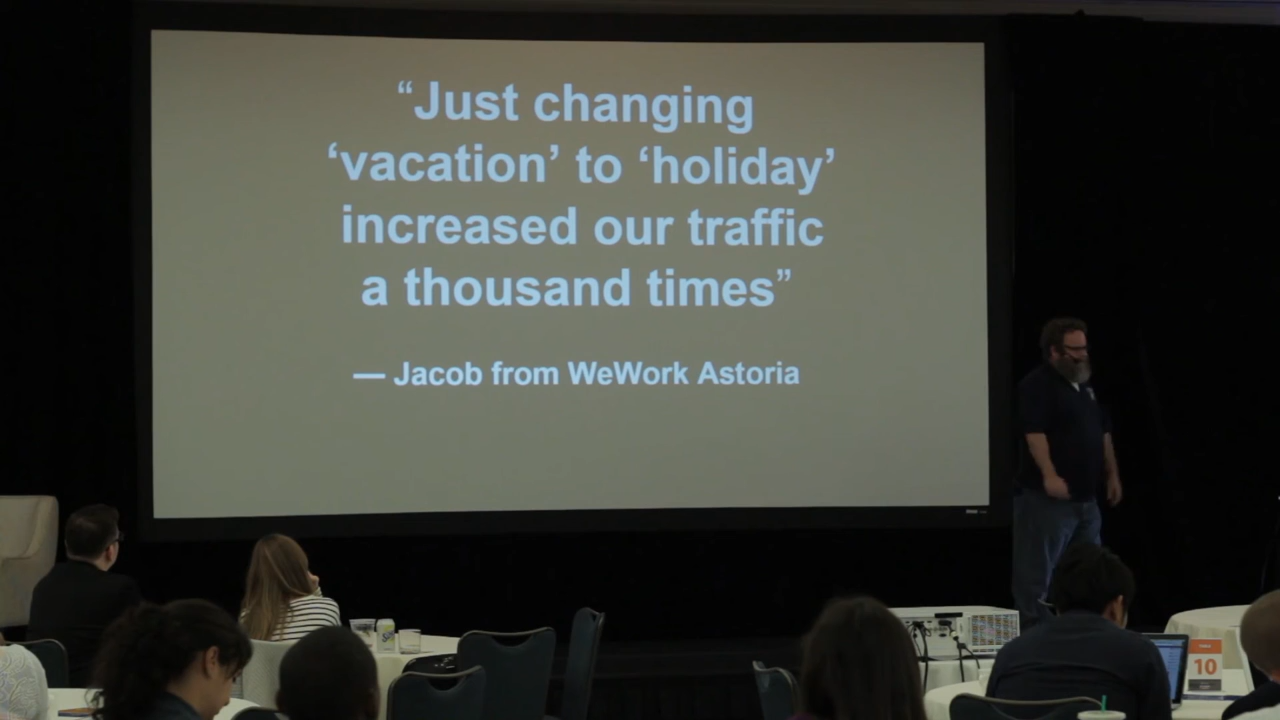 “Just changing
‘vacation’ to ‘holiday’
increased our traffic
a thousand times”
— Jacob from WeWork Astoria
10